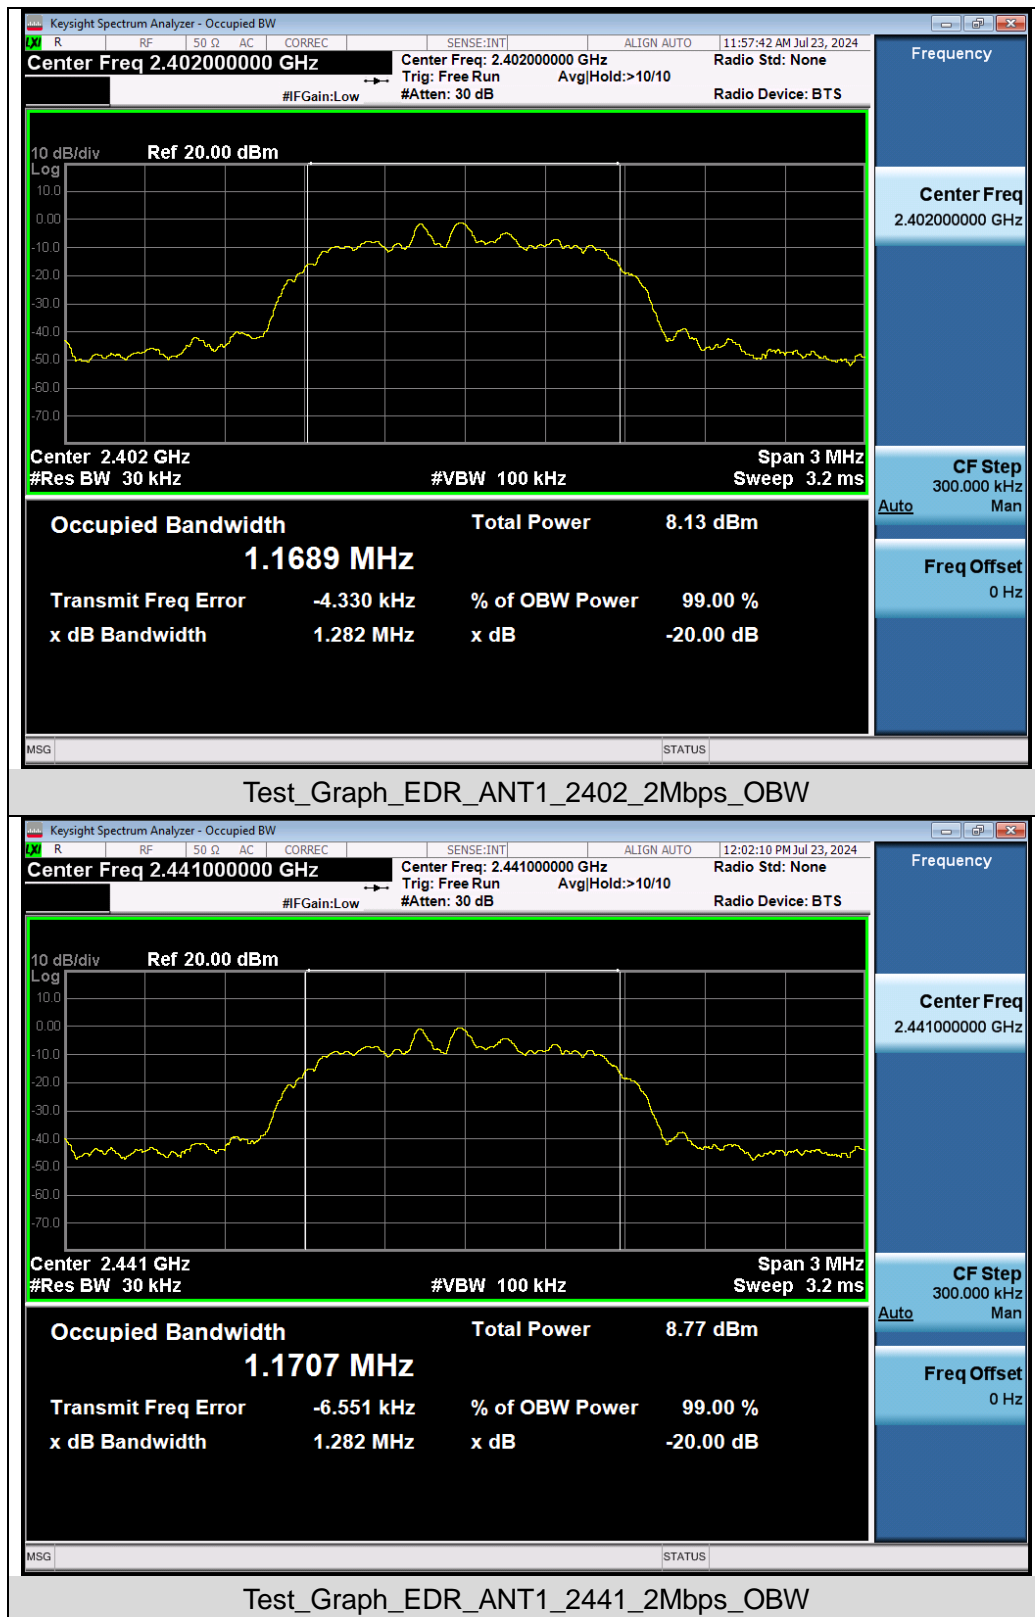 Keysight Spectrum Analyzer - Occupied BW
LXI R RF 50 Ω AC CORREC SENSE:INT ALIGN AUTO 11:57:42 AM Jul 23, 2024
Center Freq 2.402000000 GHz
Center Freq: 2.402000000 GHz
Radio Std: None
Trig: Free Run Avg|Hold:>10/10
#IFGain:Low
#Atten: 30 dB
Radio Device: BTS
Frequency
10 dB/div Ref 20.00 dBm
Log
10.0
0.00
-10.0
-20.0
-30.0
-40.0
-50.0
-60.0
-70.0
Center 2.402 GHz Span 3 MHz
#Res BW 30 kHz #VBW 100 kHz Sweep 3.2 ms
Center Freq
2.402000000 GHz
CF Step
300.000 kHz
Auto Man
Freq Offset
0 Hz
Occupied Bandwidth Total Power 8.13 dBm
1.1689 MHz
Transmit Freq Error -4.330 kHz % of OBW Power 99.00 %
x dB Bandwidth 1.282 MHz x dB -20.00 dB
MSG STATUS
Test_Graph_EDR_ANT1_2402_2Mbps_OBW
Keysight Spectrum Analyzer - Occupied BW
LXI R RF 50 Ω AC CORREC SENSE:INT ALIGN AUTO 12:02:10 PM Jul 23, 2024
Center Freq 2.441000000 GHz
Center Freq: 2.441000000 GHz
Radio Std: None
Trig: Free Run Avg|Hold:>10/10
#IFGain:Low
#Atten: 30 dB
Radio Device: BTS
Frequency
10 dB/div Ref 20.00 dBm
Log
10.0
0.00
-10.0
-20.0
-30.0
-40.0
-50.0
-60.0
-70.0
Center 2.441 GHz Span 3 MHz
#Res BW 30 kHz #VBW 100 kHz Sweep 3.2 ms
Center Freq
2.441000000 GHz
CF Step
300.000 kHz
Auto Man
Freq Offset
0 Hz
Occupied Bandwidth Total Power 8.77 dBm
1.1707 MHz
Transmit Freq Error -6.551 kHz % of OBW Power 99.00 %
x dB Bandwidth 1.282 MHz x dB -20.00 dB
MSG STATUS
Test_Graph_EDR_ANT1_2441_2Mbps_OBW